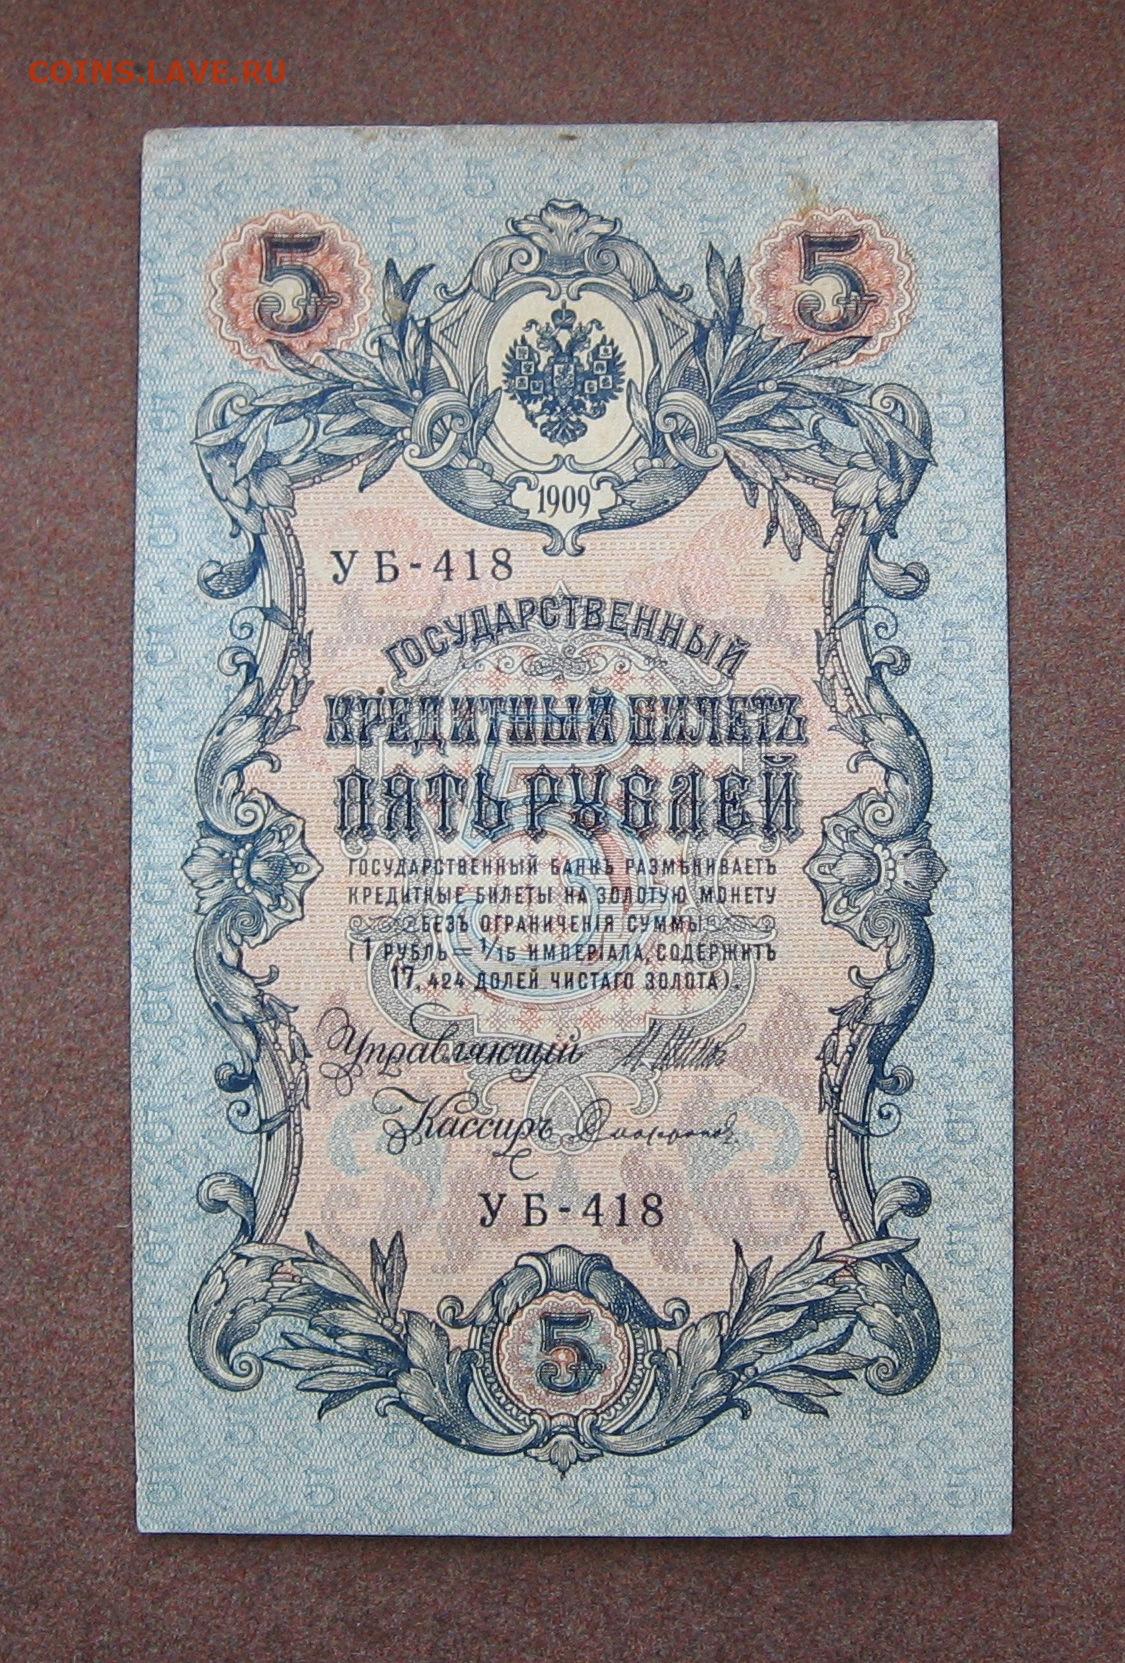 COINS.LAVE.RU
5 5
1909
УБ-418
ГОСУДАРСТВЕННЫЙ
КРЕДИТНЫЙ БИЛЕТЪ
ПЯТЬ РУБЛЕЙ
5
ГОСУДАРСТВЕННЫЙ БАНКЪ РАЗМѢНИВАЕТЪ
КРЕДИТНЫЕ БИЛЕТЫ НА ЗОЛОТУЮ МОНЕТУ
БЕЗЪ ОГРАНИЧЕНІЯ СУММЫ
(1 РУБЛЬ = 1/15 ИМПЕРІАЛА, СОДЕРЖИТЪ
17,424 ДОЛЕЙ ЧИСТАГО ЗОЛОТА).
Управляющий
Кассиръ
УБ-418
5